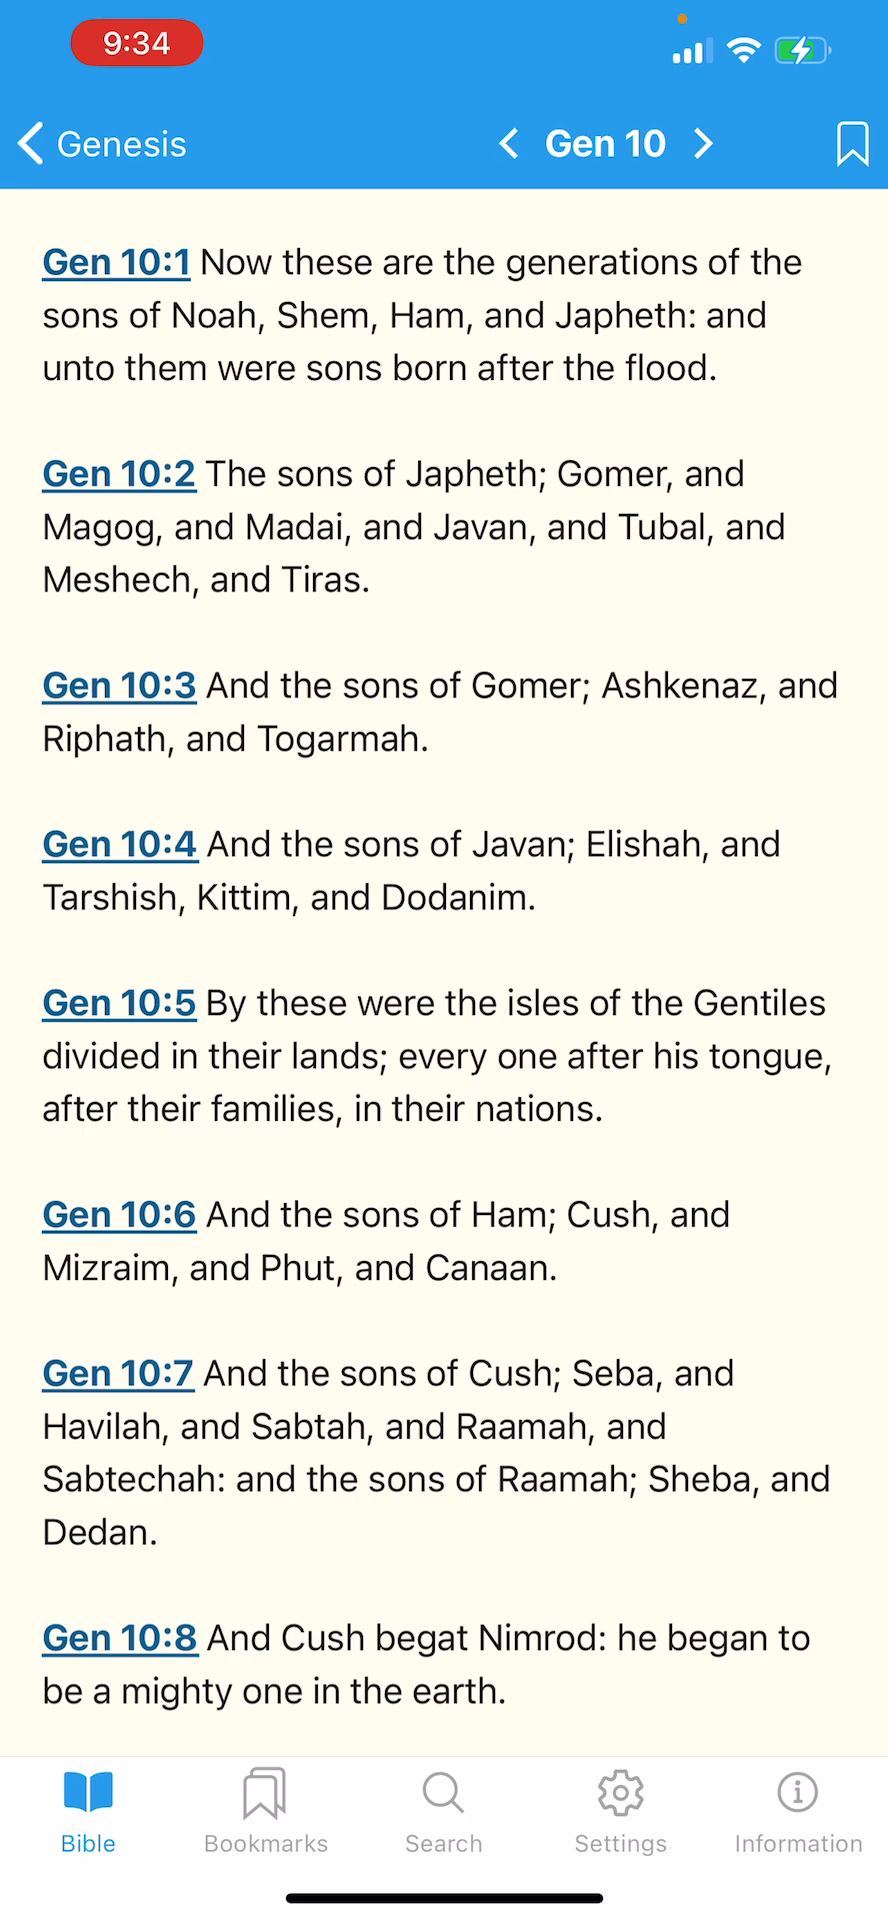 9:34
Genesis
Gen 10
Gen 10:1 Now these are the generations of the
sons of Noah, Shem, Ham, and Japheth: and
unto them were sons born after the flood.
Gen 10:2 The sons of Japheth; Gomer, and
Magog, and Madai, and Javan, and Tubal, and
Meshech, and Tiras.
Gen 10:3 And the sons of Gomer; Ashkenaz, and
Riphath, and Togarmah.
Gen 10:4 And the sons of Javan; Elishah, and
Tarshish, Kittim, and Dodanim.
Gen 10:5 By these were the isles of the Gentiles
divided in their lands; every one after his tongue,
after their families, in their nations.
Gen 10:6 And the sons of Ham; Cush, and
Mizraim, and Phut, and Canaan.
Gen 10:7 And the sons of Cush; Seba, and
Havilah, and Sabtah, and Raamah, and
Sabtechah: and the sons of Raamah; Sheba, and
Dedan.
Gen 10:8 And Cush begat Nimrod: he began to
be a mighty one in the earth.
Bible
Bookmarks
Search
Settings
Information